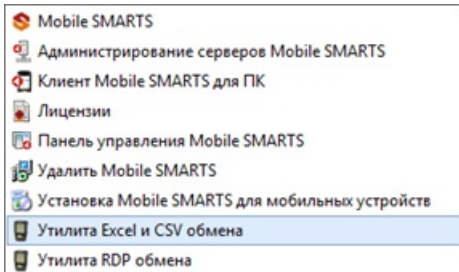 Mobile SMARTS
Администрирование серверов Mobile SMARTS
Клиент Mobile SMARTS для ПК
Лицензии
Панель управления Mobile SMARTS
Удалить Mobile SMARTS
Установка Mobile SMARTS для мобильных устройств
Утилита Excel и CSV обмена
Утилита RDP обмена